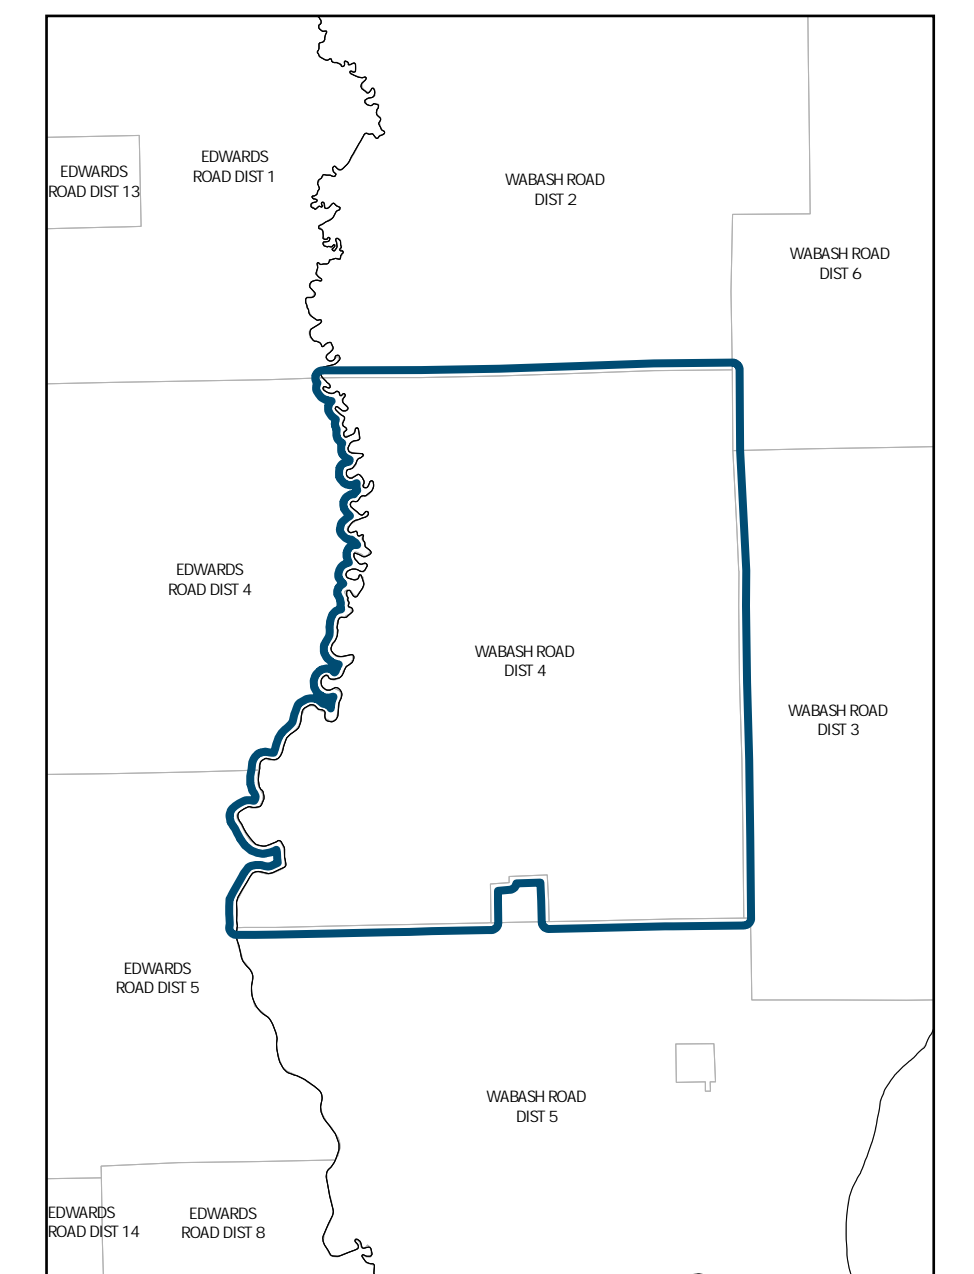 EDWARDS
ROAD DIST 1
EDWARDS
ROAD DIST 13
WABASH ROAD
DIST 2
WABASH ROAD
DIST 6
EDWARDS
ROAD DIST 4
WABASH ROAD
DIST 4
WABASH ROAD
DIST 3
EDWARDS
ROAD DIST 5
WABASH ROAD
DIST 5
EDWARDS
ROAD DIST 14
EDWARDS
ROAD DIST 8